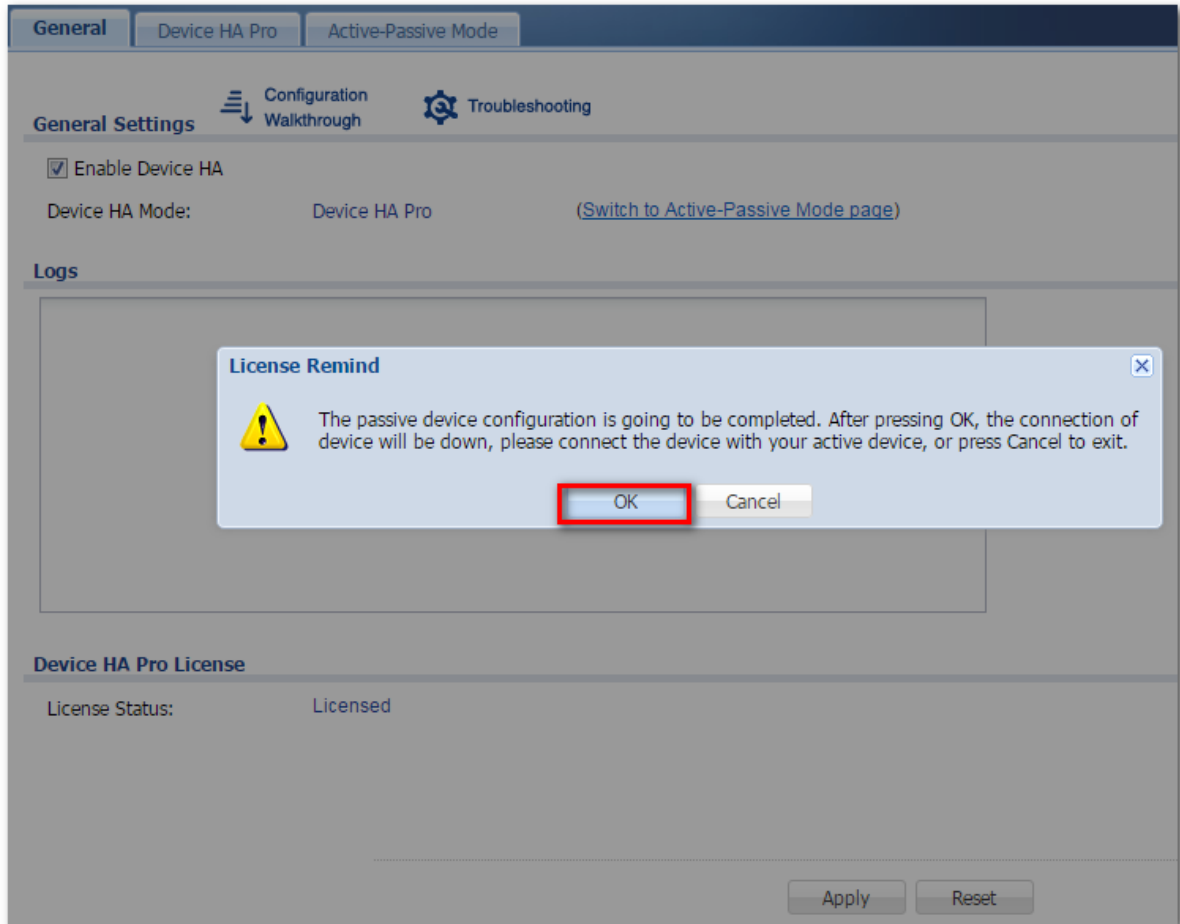 General Device HA Pro Active-Passive Mode
Configuration
Walkthrough
Troubleshooting
General Settings
Enable Device HA
Device HA Mode: Device HA Pro (Switch to Active-Passive Mode page)
Logs
License Remind
The passive device configuration is going to be completed. After pressing OK, the connection of
device will be down, please connect the device with your active device, or press Cancel to exit.
OK Cancel
Device HA Pro License
License Status: Licensed
Apply Reset